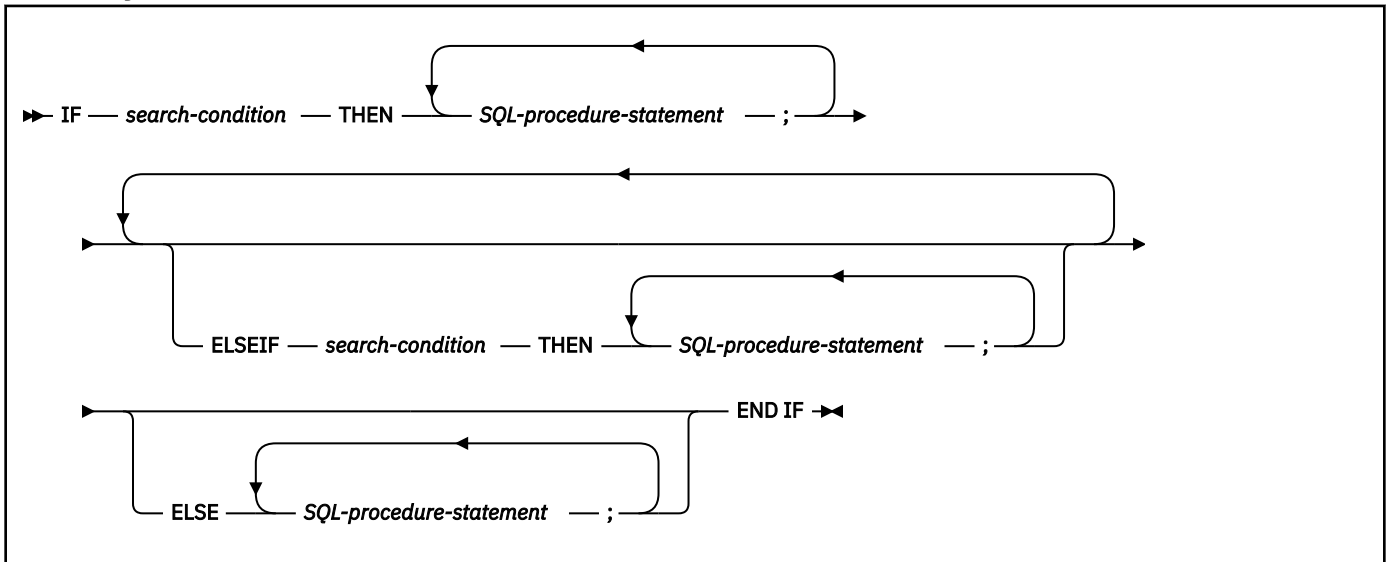 IF search-condition THEN SQL-procedure-statement ;
ELSEIF search-condition THEN SQL-procedure-statement ;
END IF
ELSE SQL-procedure-statement ;